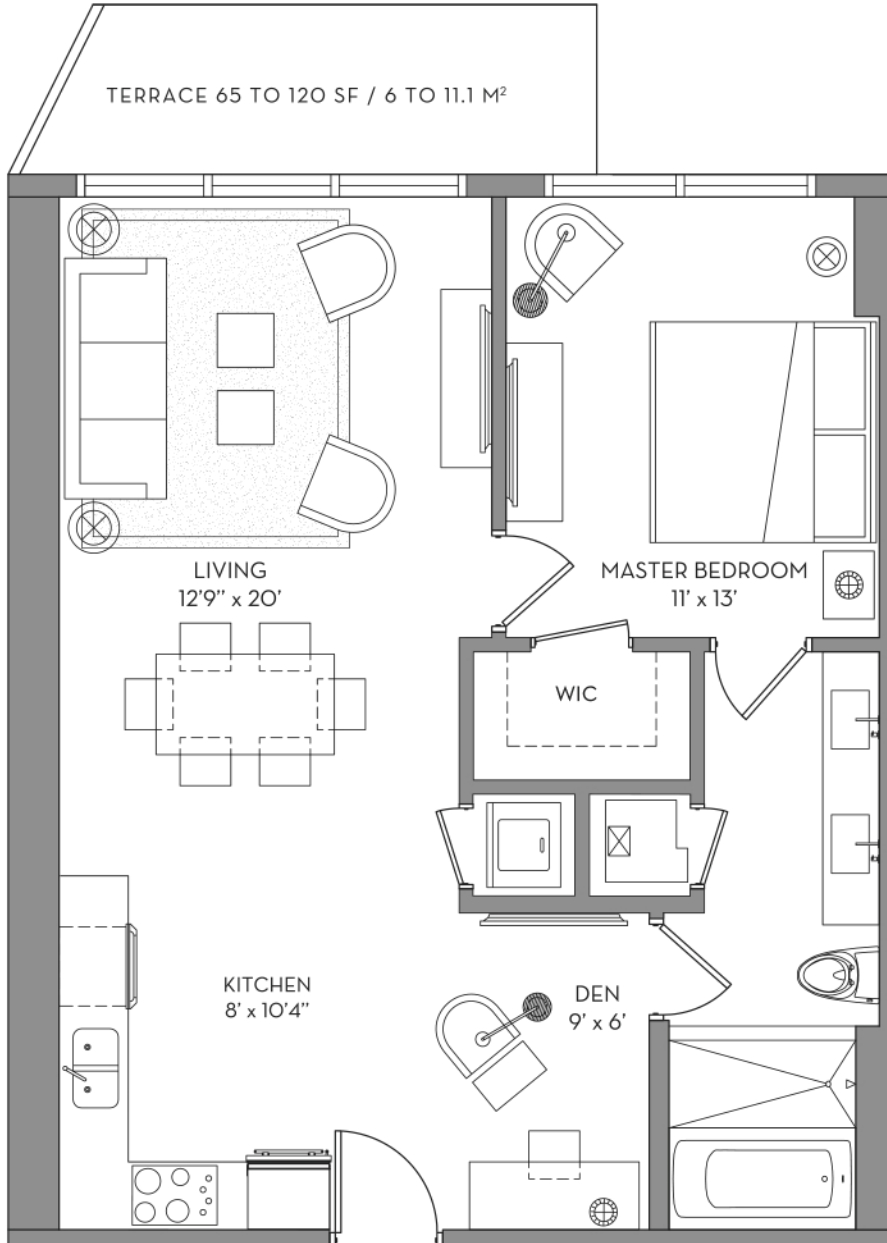 TERRACE 65 TO 120 SF / 6 TO 11.1 M²
LIVING
12'9" x 20'
MASTER BEDROOM
11' x 13'
WIC
KITCHEN
8' x 10'4"
DEN
9' x 6'